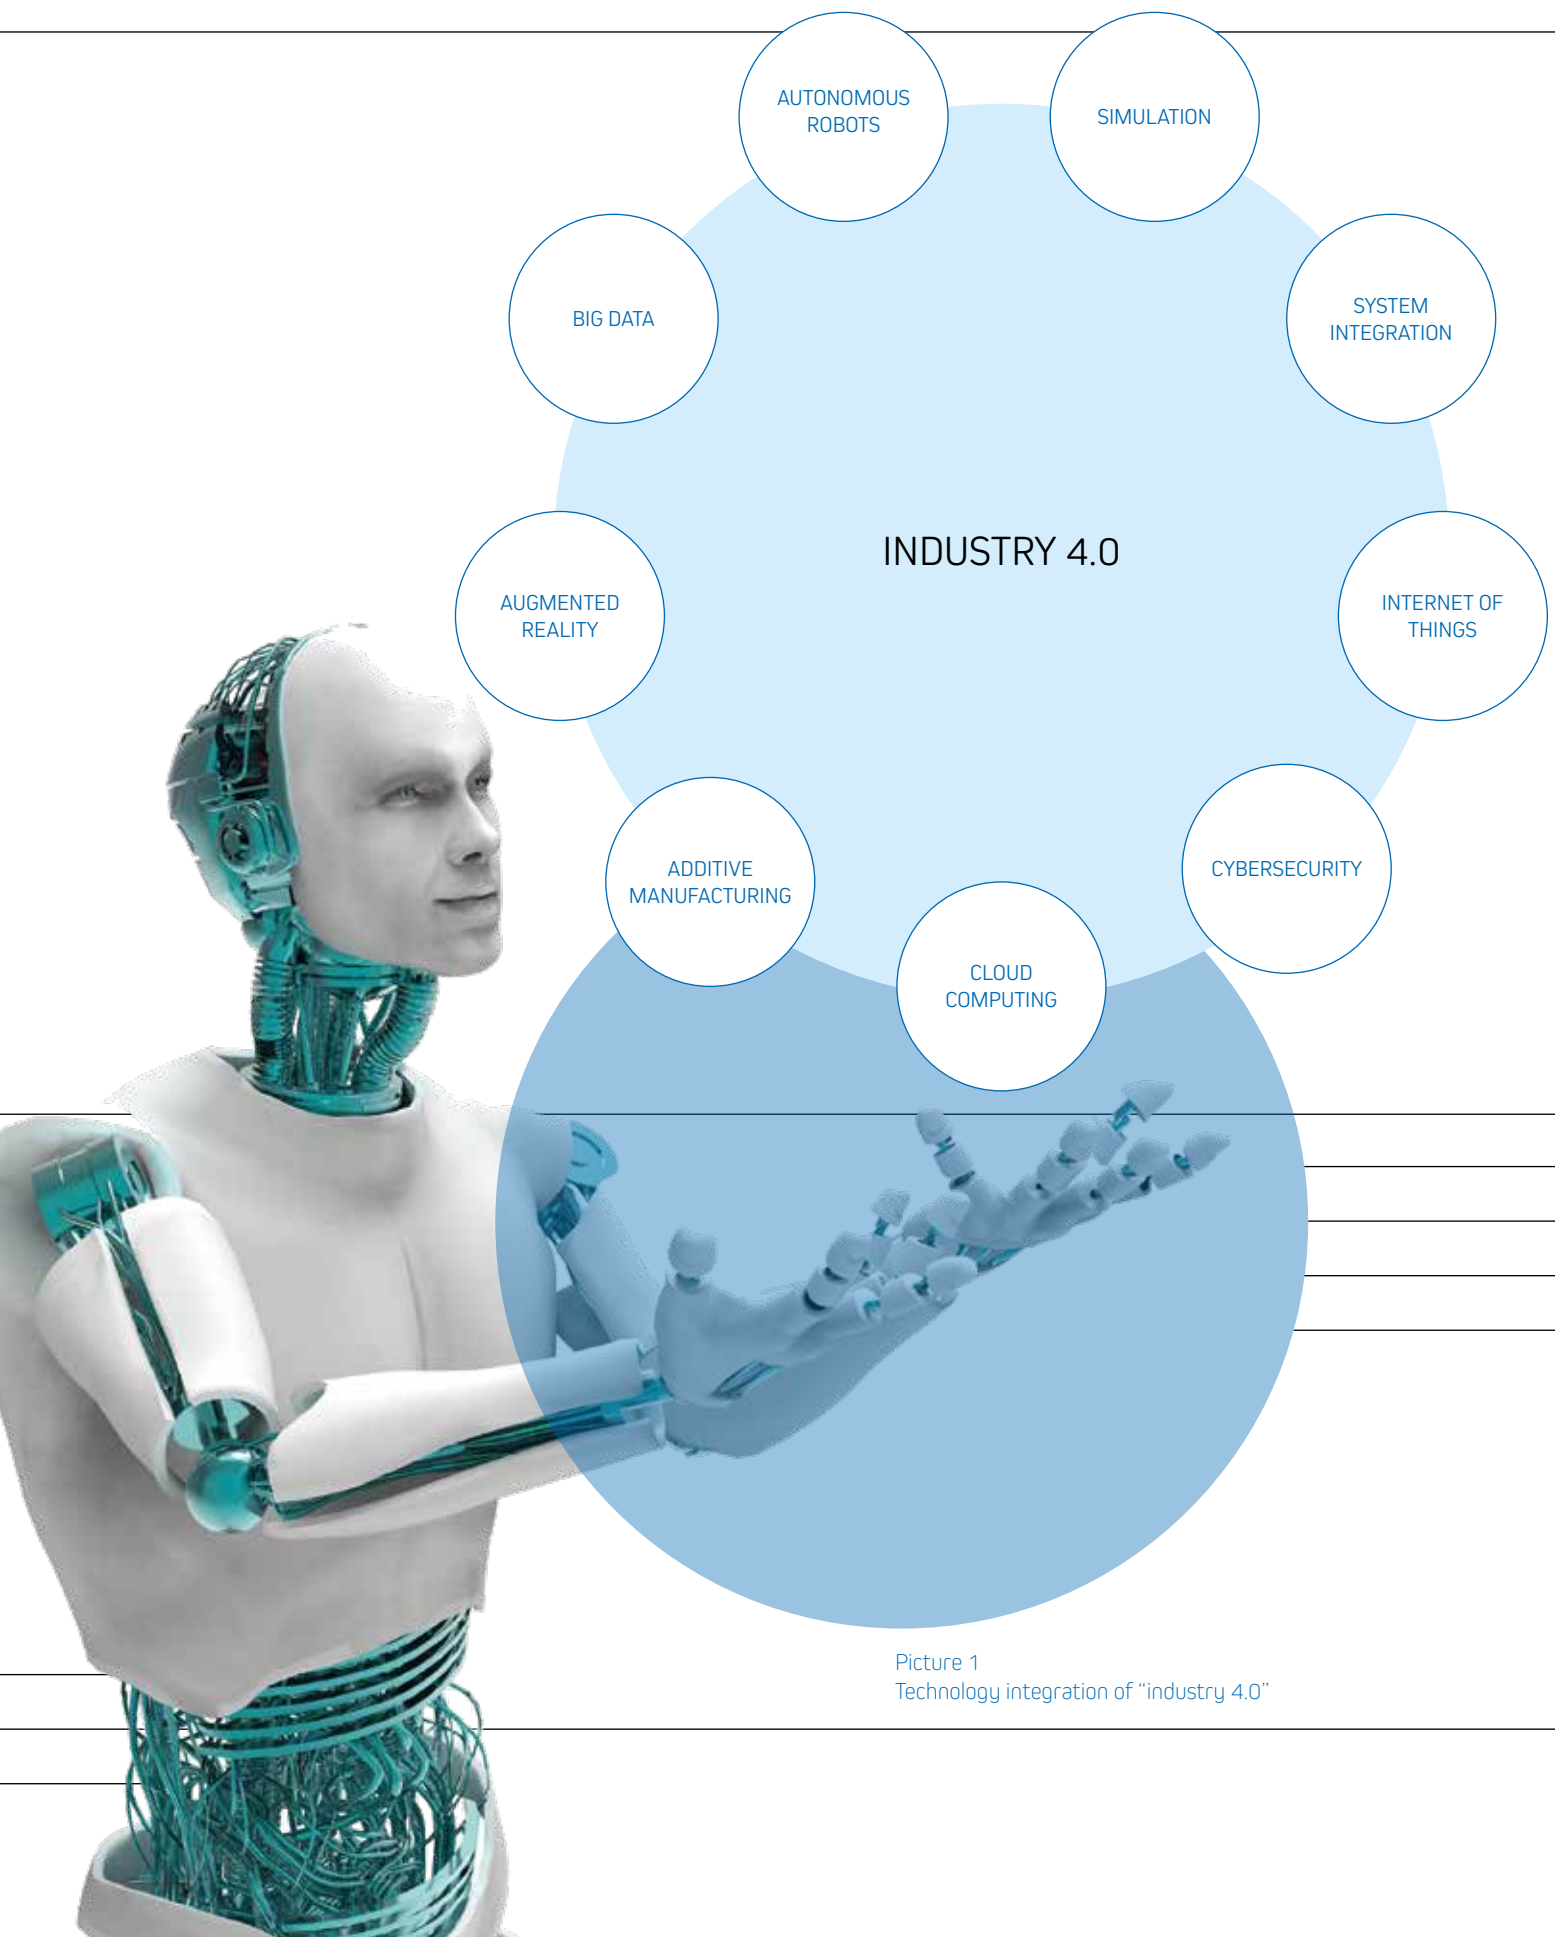 AUTONOMOUS
ROBOTS
SIMULATION
BIG DATA
SYSTEM
INTEGRATION
INDUSTRY 4.0
AUGMENTED
REALITY
INTERNET OF
THINGS
ADDITIVE
MANUFACTURING
CYBERSECURITY
CLOUD
COMPUTING
Picture 1
Technology integration of “industry 4.0”